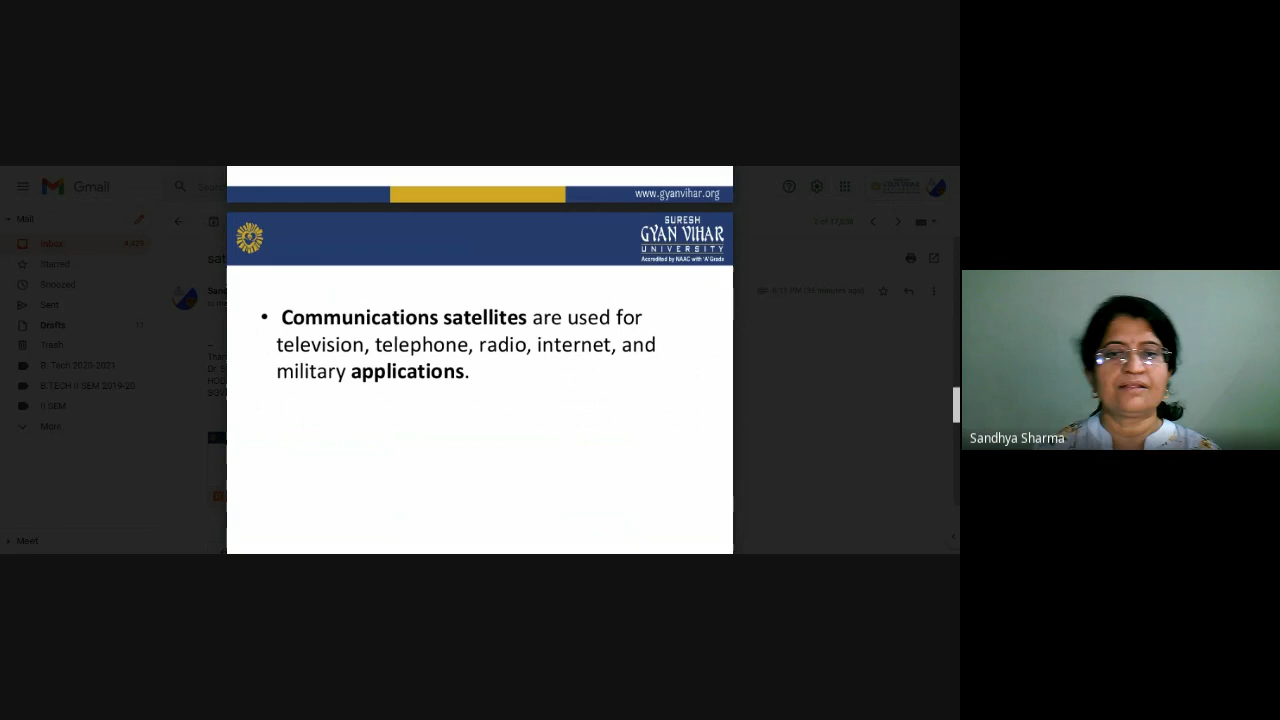 Gmail
www.gyanvihar.org
SURESH
GYAN VIHAR
UNIVERSITY
Accredited by NAAC with 'A' Grade
Mail
Inbox
Starred
Snoozed
Sent
Drafts
Trash
B. Tech 2020-2021
B.TECH II SEM 2019-20
II SEM
More
Meet
• Communications satellites are used for
television, telephone, radio, internet, and
military applications.
Sandhya Sharma